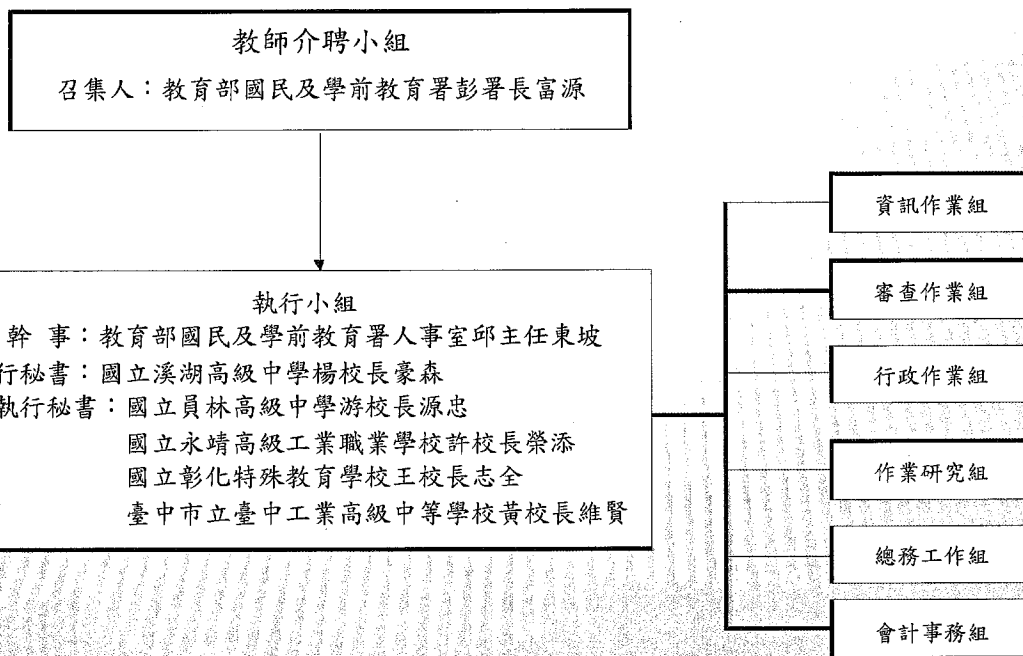 教師介聘小組
召集人：教育部國民及學前教育署彭署長富源
執行小組
幹 事：教育部國民及學前教育署人事室邱主任東坡
行秘書：國立溪湖高級中學楊校長豪森
執行秘書：國立員林高級中學游校長源忠
國立永靖高級工業職業學校許校長榮添
國立彰化特殊教育學校王校長志全
臺中市立臺中工業高級中等學校黃校長維賢
資訊作業組
審查作業組
行政作業組
作業研究組
總務工作組
會計事務組